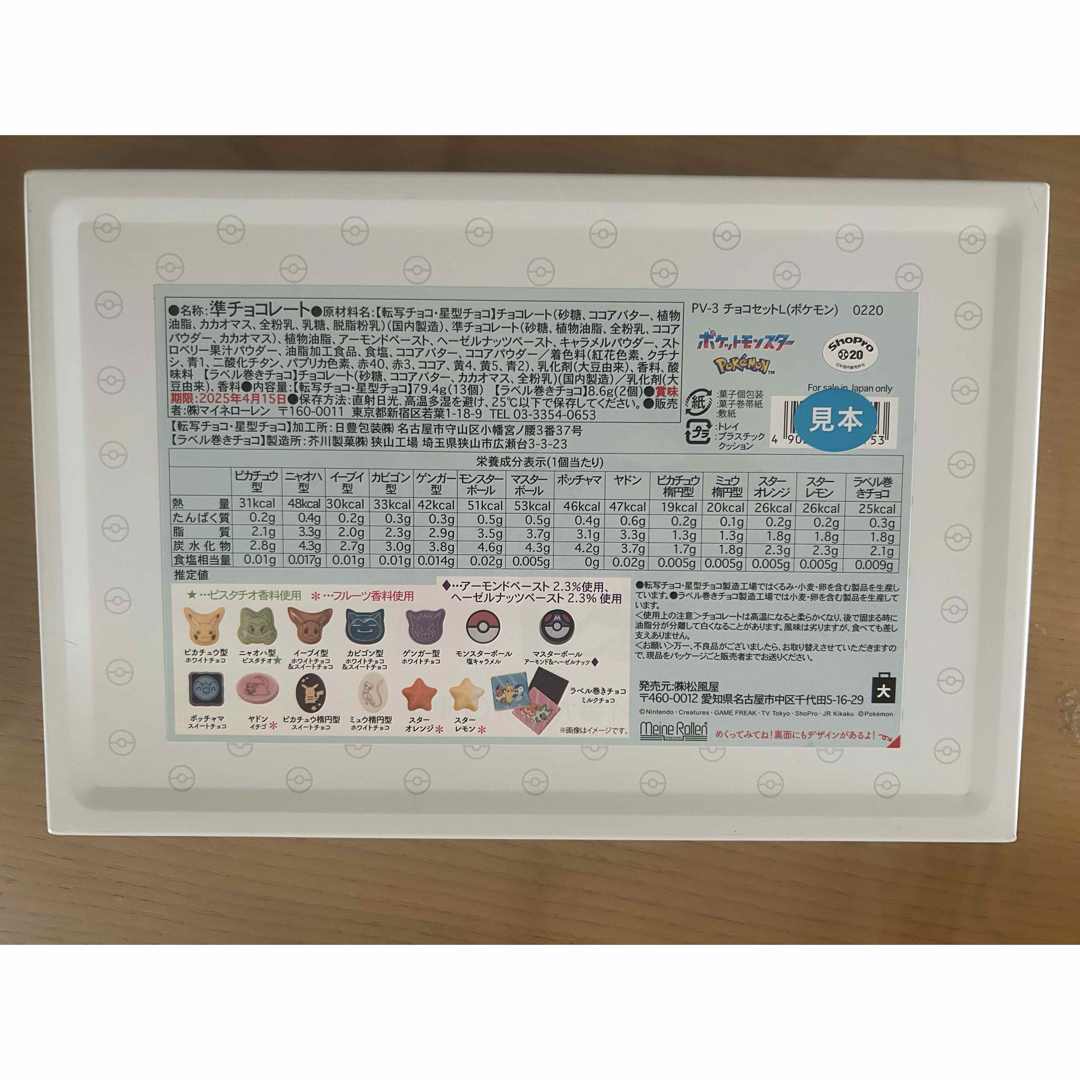 ●名称:準チョコレート●原材料名:【転写チョコ・星型チョコ】チョコレート(砂糖、ココアバター、植物
油脂、カカオマス、全粉乳、乳糖、脱脂粉乳)(国内製造)、準チョコレート(砂糖、植物油脂、全粉乳、ココア
パウダー、カカオマス)、植物油脂、アーモンドペースト、ヘーゼルナッツペースト、キャラメルパウダー、スト
ロベリー果汁パウダー、油脂加工食品、食塩、ココアバター、ココアパウダー/着色料(紅花色素、クチナ
シ、青1、二酸化チタン、パプリカ色素、赤40、赤3、ココア、黄4、黄5、青2)、乳化剤(大豆由来)、香料、酸
味料 【ラベル巻きチョコ】チョコレート(砂糖、ココアバター、カカオマス、全粉乳)(国内製造)/乳化剤(大
豆由来)、香料●内容量:【転写チョコ・星型チョコ】79.4g(13個)【ラベル巻きチョコ】8.6g(2個)●賞味
期限:2025年4月15日●保存方法:直射日光、高温多湿を避け、25℃以下で保存してください。●販売
者:㈱マイネローレン 〒160-0011 東京都新宿区若葉1-18-9 TEL 03-3354-0653
【転写チョコ・星型チョコ】加工所:日豊包装㈱ 名古屋市守山区小幡宮ノ腰3番37号
【ラベル巻きチョコ】製造所:芥川製菓㈱ 狭山工場 埼玉県狭山市広瀬台3-3-23
PV-3 チョコセットL(ポケモン) 0220
ポケットモンスター
POKÉMON™
ShoPro
20
For sale in Japan only
見本
53
紙
:菓子個包装
:菓子巻帯紙
:敷紙
プラ
:トレイ
:プラスチック
クッション
栄養成分表示(1個当たり)
ピカチュウ型 ニャオハ型 イーブイ型 カビゴン型 ゲンガー型 モンスターボール マスターボール ポッチャマ ヤドン ピカチュウ楕円型 ミュウ楕円型 スターオレンジ スターレモン ラベル巻きチョコ
熱量 31kcal 48kcal 30kcal 33kcal 42kcal 51kcal 53kcal 46kcal 47kcal 19kcal 20kcal 26kcal 26kcal 25kcal
たんぱく質 0.2g 0.4g 0.2g 0.3g 0.3g 0.5g 0.5g 0.4g 0.6g 0.2g 0.1g 0.2g 0.2g 0.3g
脂質 2.1g 3.3g 2.0g 2.3g 2.9g 3.5g 3.7g 3.1g 3.3g 1.3g 1.3g 1.8g 1.8g 1.8g
炭水化物 2.8g 4.3g 2.7g 3.0g 3.8g 4.6g 4.3g 4.2g 3.7g 1.7g 1.8g 2.3g 2.3g 2.1g
食塩相当量 0.01g 0.017g 0.01g 0.01g 0.014g 0.02g 0.005g 0g 0.02g 0.005g 0.005g 0.005g 0.005g 0.009g
推定値
★…ピスタチオ香料使用 ＊…フルーツ香料使用
◆…アーモンドペースト 2.3%使用、
ヘーゼルナッツペースト 2.3% 使用
ピカチュウ型
ホワイトチョコ
ニャオハ型
ピスタチオ★
イーブイ型
ホワイトチョコ
&スイートチョコ
カビゴン型
ホワイトチョコ
&スイートチョコ
ゲンガー型
ホワイトチョコ
モンスターボール
塩キャラメル
マスターボール
アーモンド&ヘーゼルナッツ◆
ポッチャマ
スイートチョコ
ヤドン
イチゴ＊
ピカチュウ楕円型
スイートチョコ
ミュウ楕円型
ホワイトチョコ
スター
オレンジ＊
スター
レモン＊
ラベル巻きチョコ
ミルクチョコ
※画像はイメージです。
●転写チョコ・星型チョコ製造工場ではくるみ・小麦・卵を含む製品を生産し
ています。●ラベル巻きチョコ製造工場では小麦・卵を含む製品を生産して
います。
<使用上の注意>チョコレートは高温になると柔らかくなり、後で固まる時に
油脂分が分離して白くなることがあります。風味は劣りますが、食べても差し
支えありません。
<お願い>万一、不良品がございましたら、お取り替えさせていただきますの
で、現品をパッケージごと販売者までお送りください。
発売元:㈱松風屋
〒460-0012 愛知県名古屋市中区千代田5-16-29
©Nintendo・Creatures・GAME FREAK・TV Tokyo・ShoPro・JR Kikaku ©Pokémon
大
Meine Rollen
めくってみてね!裏面にもデザインがあるよ!